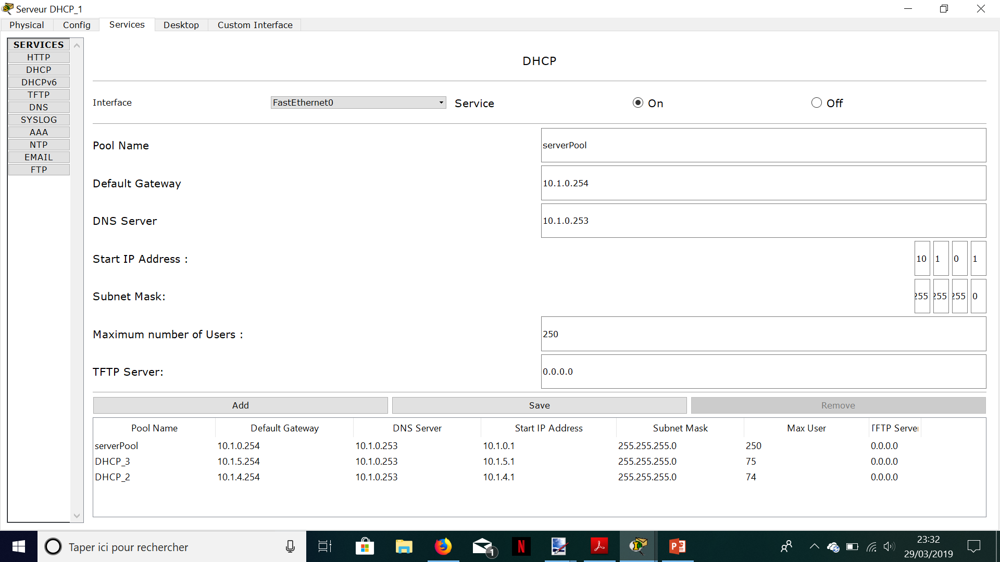 Serveur DHCP_1
Physical Config Services Desktop Custom Interface
SERVICES
HTTP
DHCP
DHCPv6
TFTP
DNS
SYSLOG
AAA
NTP
EMAIL
FTP
DHCP
Interface FastEthernet0 Service On Off
Pool Name serverPool
Default Gateway 10.1.0.254
DNS Server 10.1.0.253
Start IP Address : 10 1 0 1
Subnet Mask: 255 255 255 0
Maximum number of Users : 250
TFTP Server: 0.0.0.0
Add Save Remove
Pool Name Default Gateway DNS Server Start IP Address Subnet Mask Max User TFTP Server
serverPool 10.1.0.254 10.1.0.253 10.1.0.1 255.255.255.0 250 0.0.0.0
DHCP_3 10.1.5.254 10.1.0.253 10.1.5.1 255.255.255.0 75 0.0.0.0
DHCP_2 10.1.4.254 10.1.0.253 10.1.4.1 255.255.255.0 74 0.0.0.0
Taper ici pour rechercher
1
23:32
29/03/2019